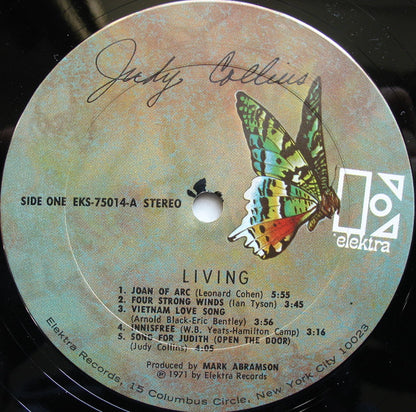 Judy Collins
SIDE ONE EKS-75014-A STEREO
elektra
LIVING
1. JOAN OF ARC (Leonard Cohen) 5:55
2. FOUR STRONG WINDS (Ian Tyson) 3:45
3. VIETNAM LOVE SONG
(Arnold Black-Eric Bentley) 3:56
4. INNISFREE (W.B. Yeats-Hamilton Camp) 3:16
5. SONG FOR JUDITH (OPEN THE DOOR)
(Judy Collins) 4:05
Produced by MARK ABRAMSON
℗ 1971 by Elektra Records
Elektra Records, 15 Columbus Circle, New York City 10023